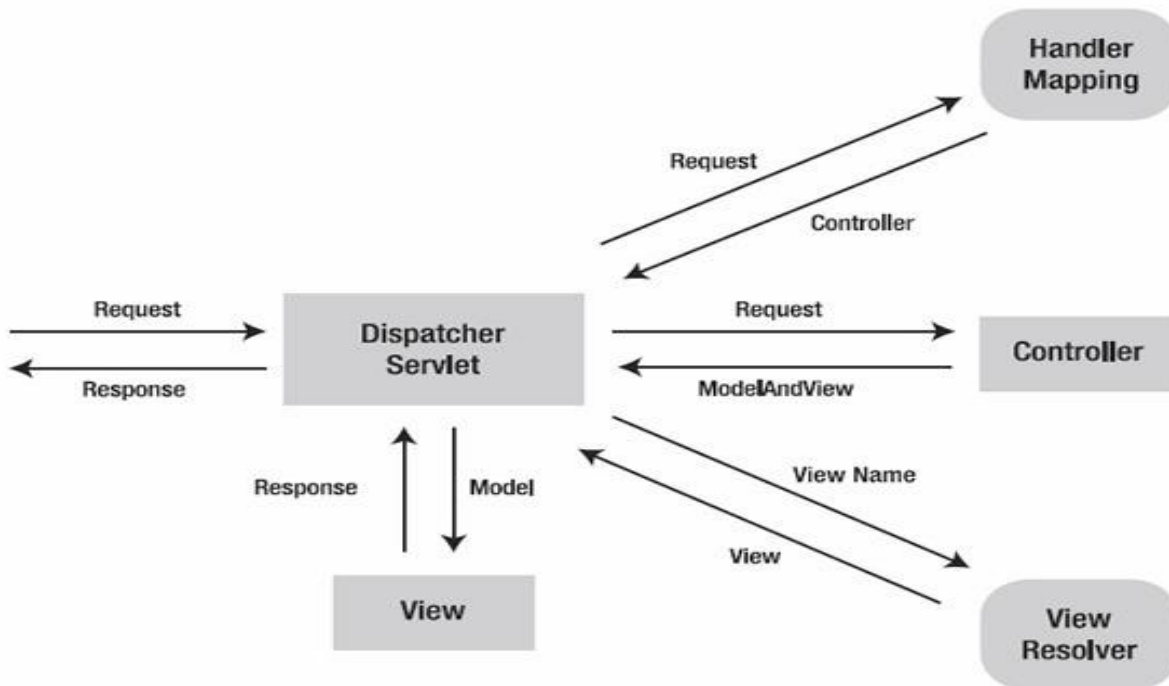 Handler
Mapping
Request
Controller
Request
Response
Dispatcher
Servlet
Request
ModelAndView
Controller
Response
Model
View Name
View
View
View
Resolver